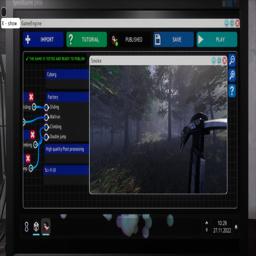 X - show
GameEngine
IMPORT
TUTORIAL
PUBLISHED
SAVE
PLAY
THE GAME IS TESTED AND READY TO PUBLISH
Smoke
Cyborg
Factory
Sliding
Walrun
Climbing
Double jump
High quality Post processing
Sci-Fi UI
10:26
27.11.2022